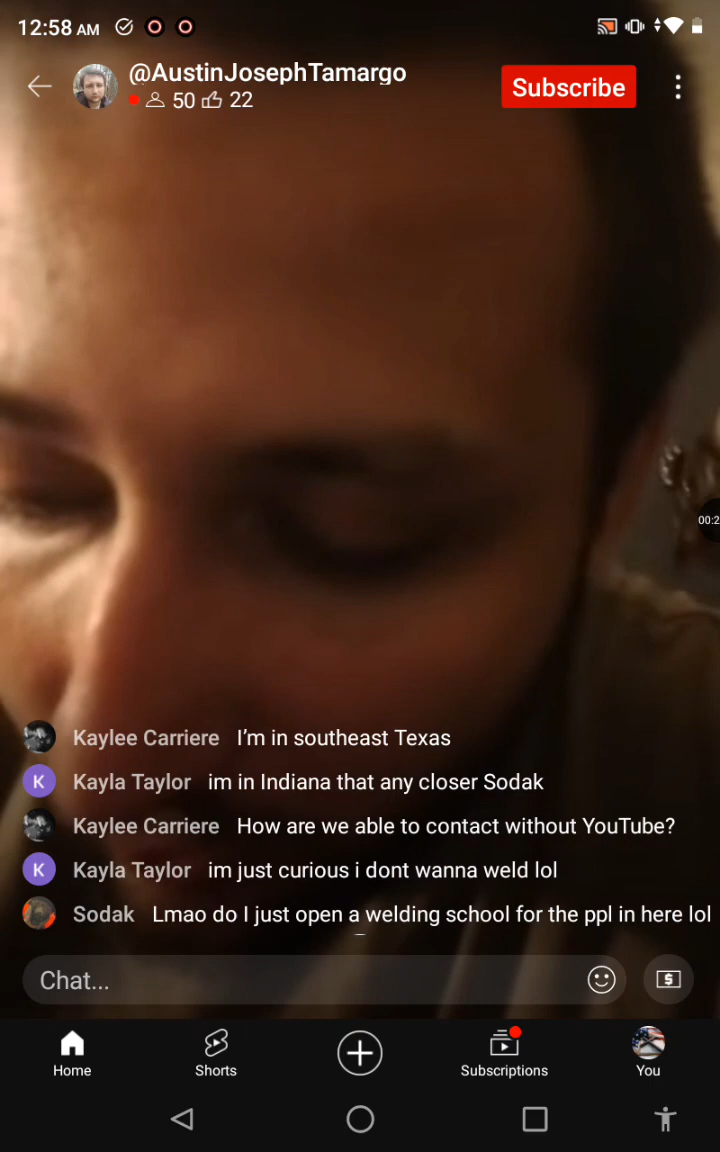 12:58 AM
@AustinJosephTamargo
50 22
Subscribe
00:2
Kaylee Carriere I’m in southeast Texas
Kayla Taylor im in Indiana that any closer Sodak
Kaylee Carriere How are we able to contact without YouTube?
K
Kayla Taylor im just curious i dont wanna weld lol
K
Sodak Lmao do I just open a welding school for the ppl in here lol
Chat...
$
Home Shorts Subscriptions You